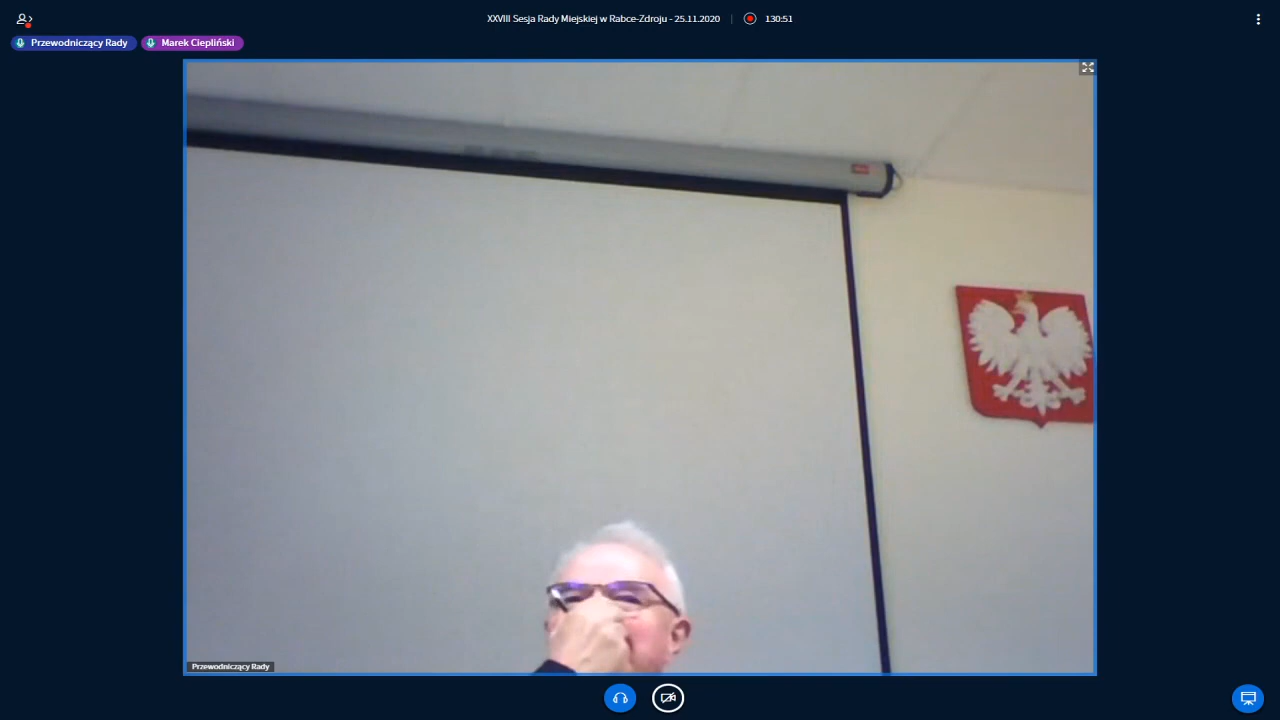 XXVIII Sesja Rady Miejskiej w Rabce-Zdroju - 25.11.2020 | 130:51
Przewodniczący Rady Marek Ciepliński
Przewodniczący Rady